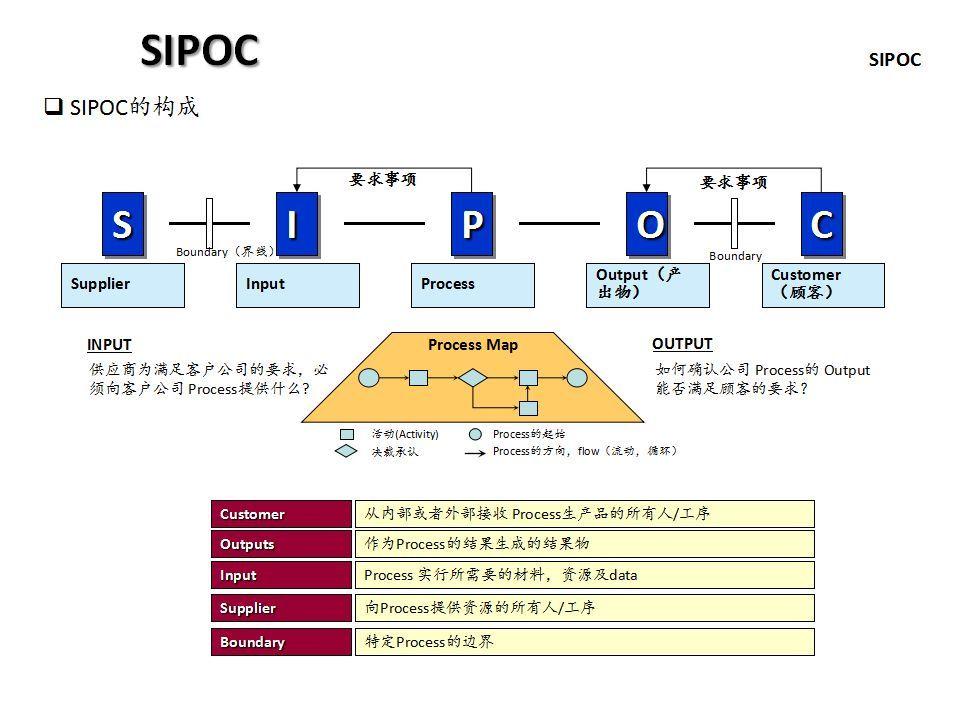 SIPOC
SIPOC
SIPOC的构成
要求事项
要求事项
S
I
P
O
C
Boundary（界线）
Boundary
Supplier
Input
Process
Output（产
出物）
Customer
（顾客）
INPUT
供应商为满足客户公司的要求，必
须向客户公司 Process提供什么？
Process Map
OUTPUT
如何确认公司 Process的 Output
能否满足顾客的要求？
活动(Activity)
Process的起始
决裁承认
Process的方向，flow（流动，循环）
Customer
从内部或者外部接收 Process生产品的所有人/工序
Outputs
作为Process的结果生成的结果物
Input
Process 实行所需要的材料，资源及data
Supplier
向Process提供资源的所有人/工序
Boundary
特定Process的边界